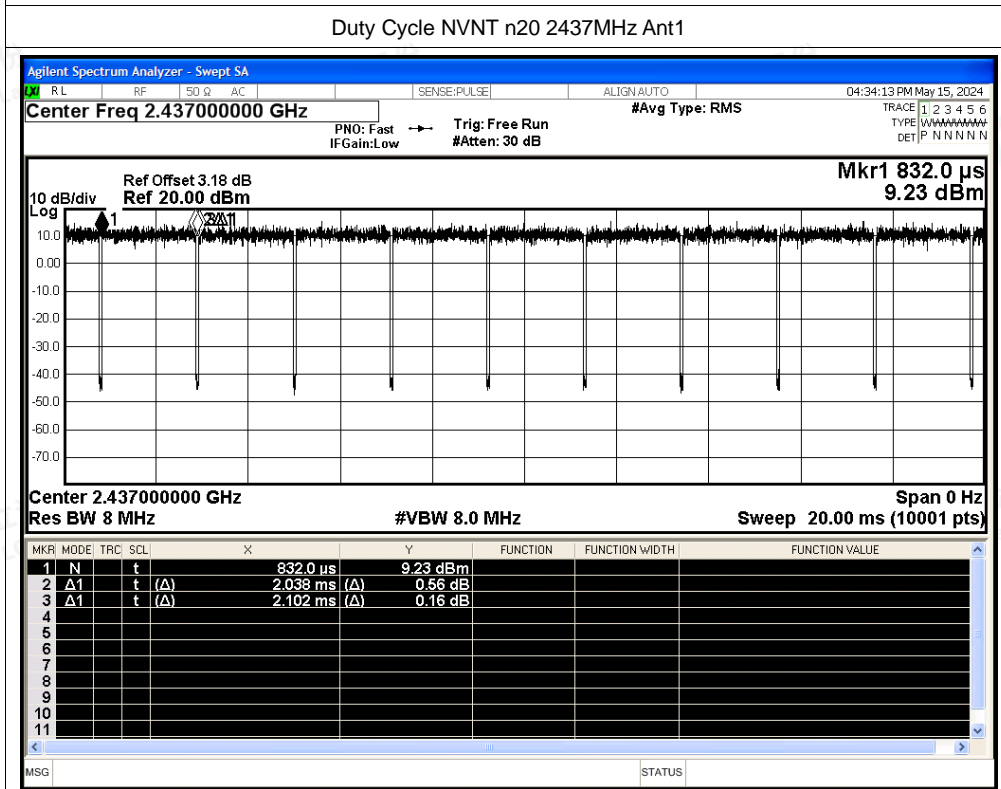 Duty Cycle NVNT n20 2437MHz Ant1
Agilent Spectrum Analyzer - Swept SA
LXI RL RF 50 Ω AC SENSE:PULSE ALIGN AUTO 04:34:13 PM May 15, 2024
Center Freq 2.437000000 GHz #Avg Type: RMS TRACE 1 2 3 4 5 6
PNO: Fast Trig: Free Run TYPE WWWWWW
IFGain:Low #Atten: 30 dB DET P N N N N N
Mkr1 832.0 µs
Ref Offset 3.18 dB 9.23 dBm
10 dB/div Ref 20.00 dBm
Log
1
10.0
0.00
-10.0
-20.0
-30.0
-40.0
-50.0
-60.0
-70.0
Center 2.437000000 GHz Span 0 Hz
Res BW 8 MHz #VBW 8.0 MHz Sweep 20.00 ms (10001 pts)
MKR MODE TRC SCL X Y FUNCTION FUNCTION WIDTH FUNCTION VALUE
1 N t 832.0 µs 9.23 dBm
2 Δ1 t (Δ) 2.038 ms (Δ) 0.56 dB
3 Δ1 t (Δ) 2.102 ms (Δ) 0.16 dB
4
5
6
7
8
9
10
11
MSG STATUS